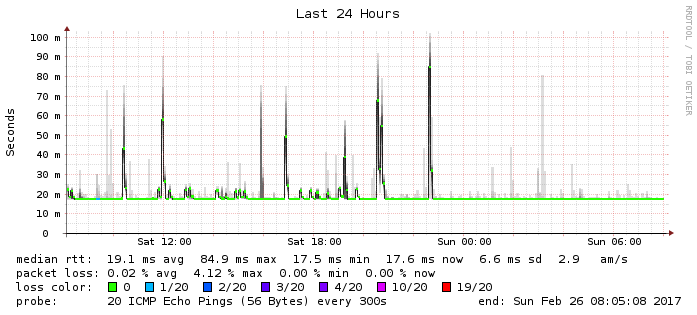 Last 24 Hours
RRDTOOL / TOBI OETIKER
Seconds
100 m
90 m
80 m
70 m
60 m
50 m
40 m
30 m
20 m
10 m
0
Sat 12:00 Sat 18:00 Sun 00:00 Sun 06:00
median rtt: 19.1 ms avg 84.9 ms max 17.5 ms min 17.6 ms now 6.6 ms sd 2.9 am/s
packet loss: 0.02 % avg 4.12 % max 0.00 % min 0.00 % now
loss color: 0 1/20 2/20 3/20 4/20 10/20 19/20
probe: 20 ICMP Echo Pings (56 Bytes) every 300s end: Sun Feb 26 08:05:08 2017